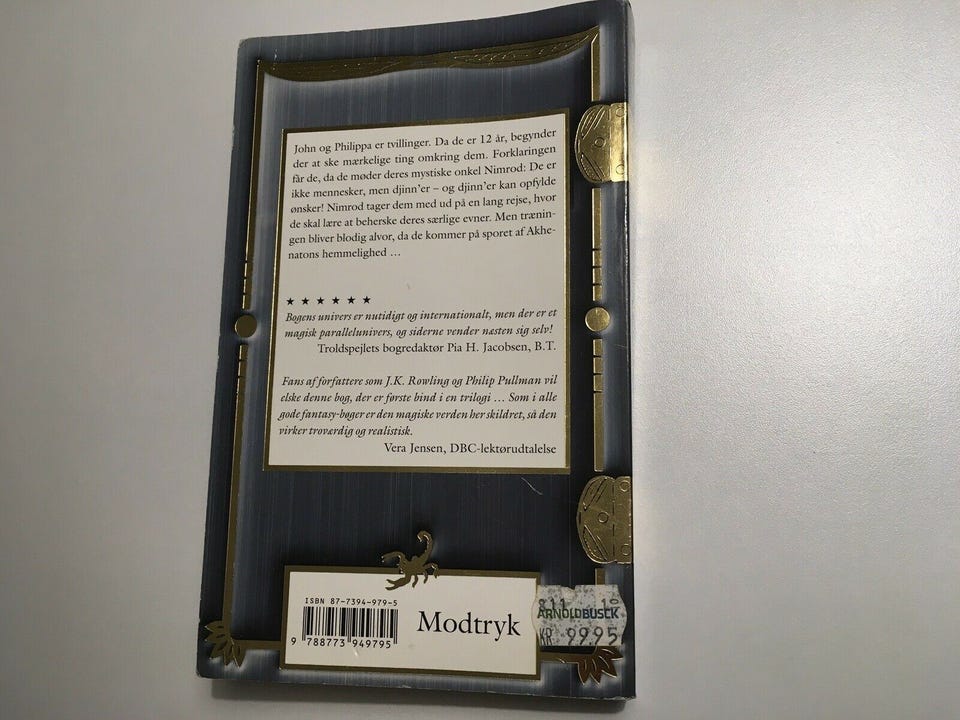 John og Philippa er tvillinger. Da de er 12 år, begynder
der at ske mærkelige ting omkring dem. Forklaringen
får de, da de møder deres mystiske onkel Nimrod: De er
ikke mennesker, men djinn’er – og djinn’er kan opfylde
ønsker! Nimrod tager dem med ud på en lang rejse, hvor
de skal lære at beherske deres særlige evner. Men trænin-
gen bliver blodig alvor, da de kommer på sporet af Akhe-
natons hemmelighed …
★ ★ ★ ★ ★ ★
Bogens univers er nutidigt og internationalt, men der er et
magisk parallelunivers, og siderne vender næsten sig selv!
Troldspejlets bogredaktør Pia H. Jacobsen, B.T.
Fans af forfattere som J.K. Rowling og Philip Pullman vil
elske denne bog, der er første bind i en trilogi … Som i alle
gode fantasy-bøger er den magiske verden her skildret, så den
virker troværdig og realistisk.
Vera Jensen, DBC-lektørudtalelse
ISBN 87-7394-979-5
9 788773 949795
Modtryk
811 10
ARNOLDBUSCK
KR 99.95